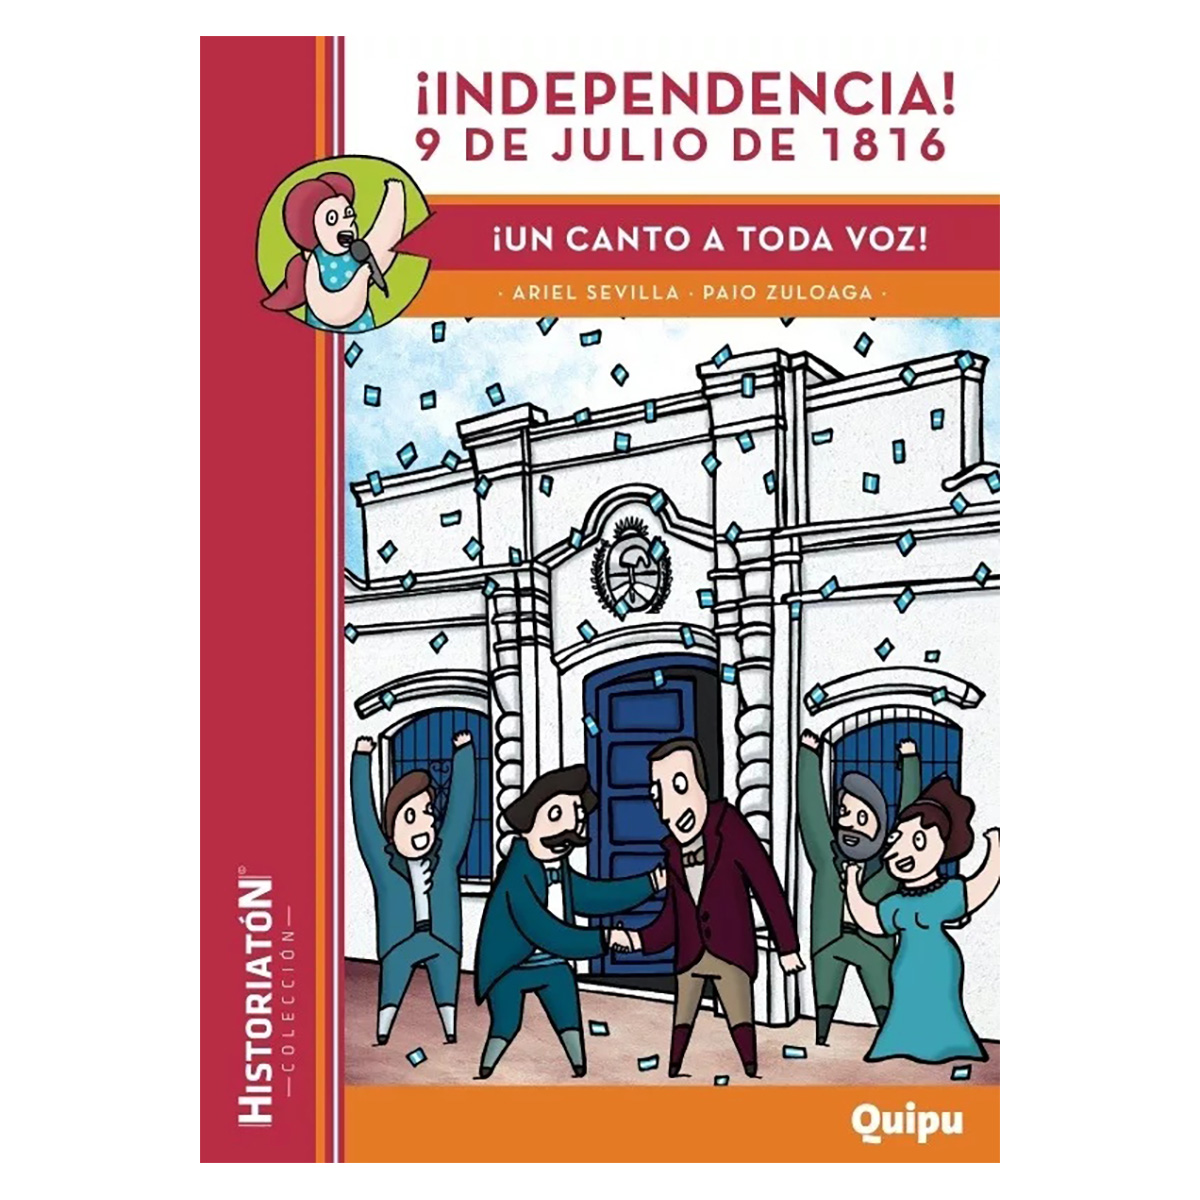 ¡INDEPENDENCIA!
9 DE JULIO DE 1816
¡UN CANTO A TODA VOZ!
· ARIEL SEVILLA · PAIO ZULOAGA ·
HISTORIATÓN©
—COLECCIÓN—
Quipu